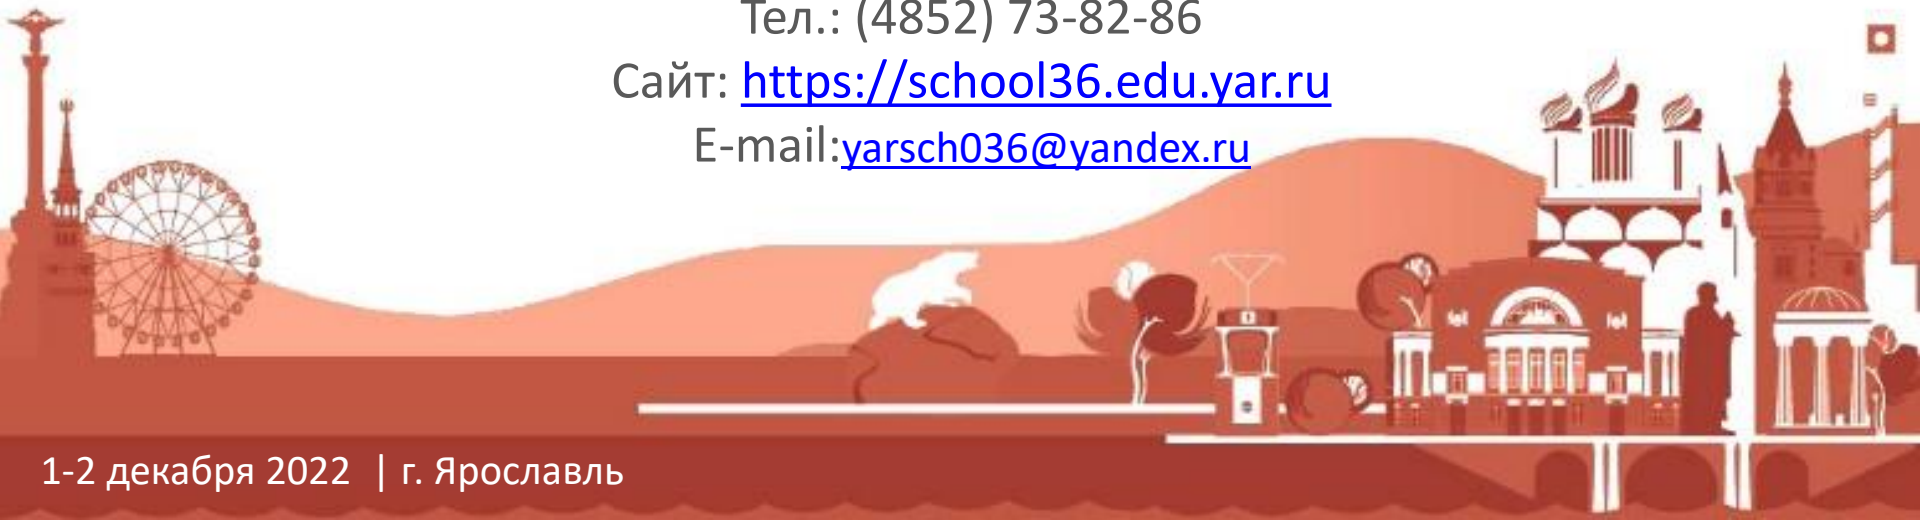 Тел.: (4852) 73-82-86
Сайт: https://school36.edu.yar.ru
E-mail:yarsch036@yandex.ru
1-2 декабря 2022 | г. Ярославль